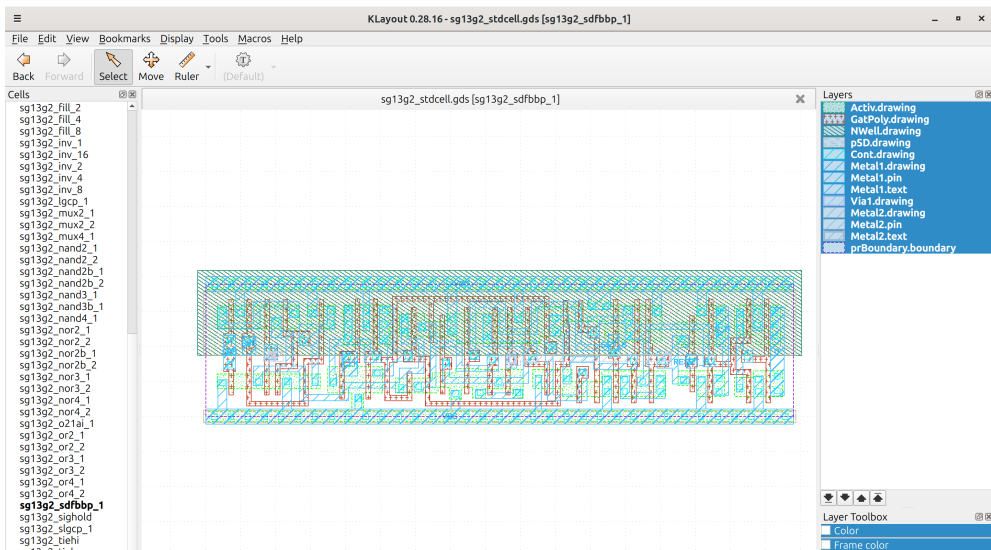 KLayout 0.28.16 - sg13g2_stdcell.gds [sg13g2_sdfbbp_1]
File Edit View Bookmarks Display Tools Macros Help
Back Forward Select Move Ruler (Default)
Cells
sg13g2_fill_2
sg13g2_fill_4
sg13g2_fill_8
sg13g2_inv_1
sg13g2_inv_16
sg13g2_inv_2
sg13g2_inv_4
sg13g2_inv_8
sg13g2_lgcp_1
sg13g2_mux2_1
sg13g2_mux2_2
sg13g2_mux4_1
sg13g2_nand2_1
sg13g2_nand2_2
sg13g2_nand2b_1
sg13g2_nand2b_2
sg13g2_nand3_1
sg13g2_nand3b_1
sg13g2_nand4_1
sg13g2_nor2_1
sg13g2_nor2_2
sg13g2_nor2b_1
sg13g2_nor2b_2
sg13g2_nor3_1
sg13g2_nor3_2
sg13g2_nor4_1
sg13g2_nor4_2
sg13g2_o21ai_1
sg13g2_or2_1
sg13g2_or2_2
sg13g2_or3_1
sg13g2_or3_2
sg13g2_or4_1
sg13g2_or4_2
sg13g2_sdfbbp_1
sg13g2_sighold
sg13g2_slgcp_1
sg13g2_tiehi
sg13g2_stdcell.gds [sg13g2_sdfbbp_1]
Layers
Activ.drawing
GatPoly.drawing
NWell.drawing
pSD.drawing
Cont.drawing
Metal1.drawing
Metal1.pin
Metal1.text
Via1.drawing
Metal2.drawing
Metal2.pin
Metal2.text
prBoundary.boundary
Layer Toolbox
Color
Frame color